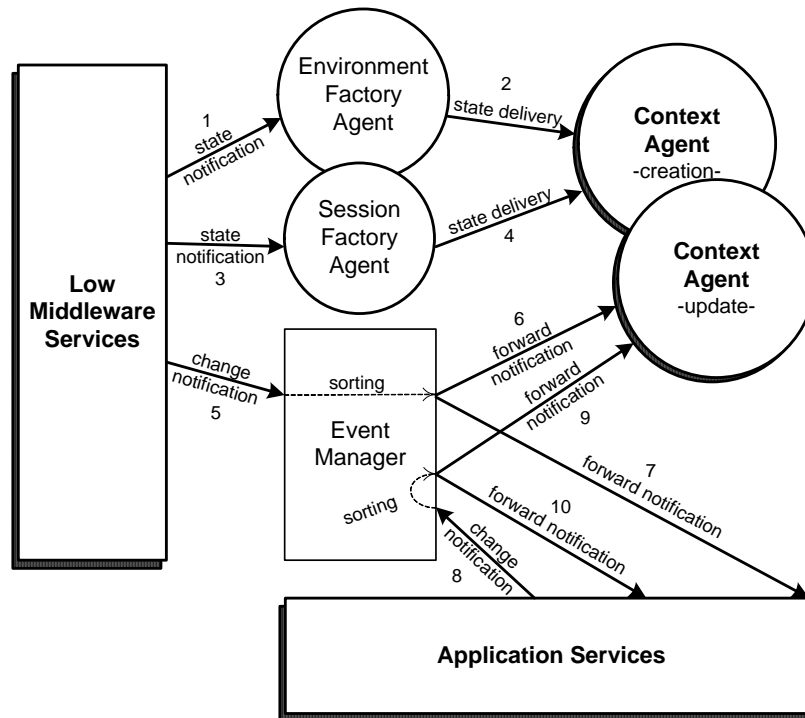 Environment
Factory
Agent
2
state delivery
1
state
notification
Context
Agent
-creation-
Session
Factory
Agent
state delivery
4
state
notification
3
Low
Middleware
Services
Context
Agent
-update-
6
forward
notification
change
notification
5
sorting
forward
notification
9
Event
Manager
7
forward notification
sorting
10
forward notification
change
notification
8
Application Services